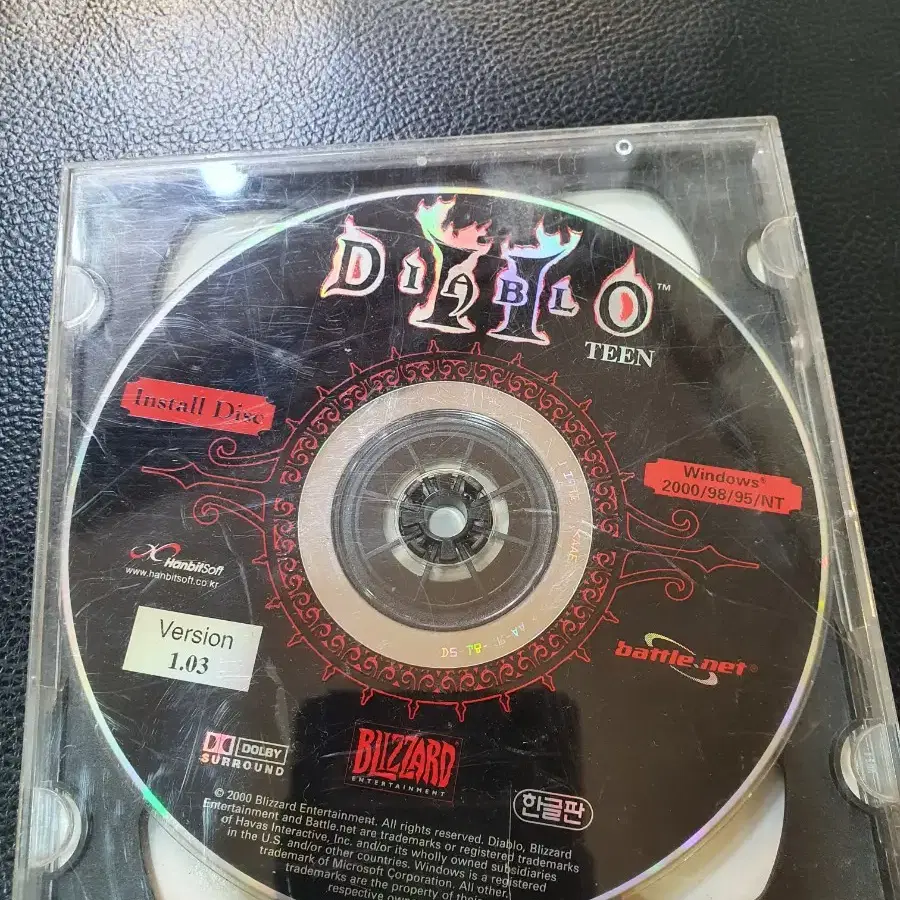 DIABLO II™
TEEN
Install Disc
Windows®
2000/98/95/NT
HanbitSoft
www.hanbitsoft.co.kr
Version
1.03
battle.net®
DOLBY
SURROUND
BLIZZARD
ENTERTAINMENT
한글판
© 2000 Blizzard Entertainment. All rights reserved. Diablo, Blizzard
Entertainment and Battle.net are trademarks or registered trademarks
of Havas Interactive, Inc. and/or its wholly owned subsidiaries
in the U.S. and/or other countries. Windows is a registered
trademark of Microsoft Corporation. All other
trademarks are the property of their
respective